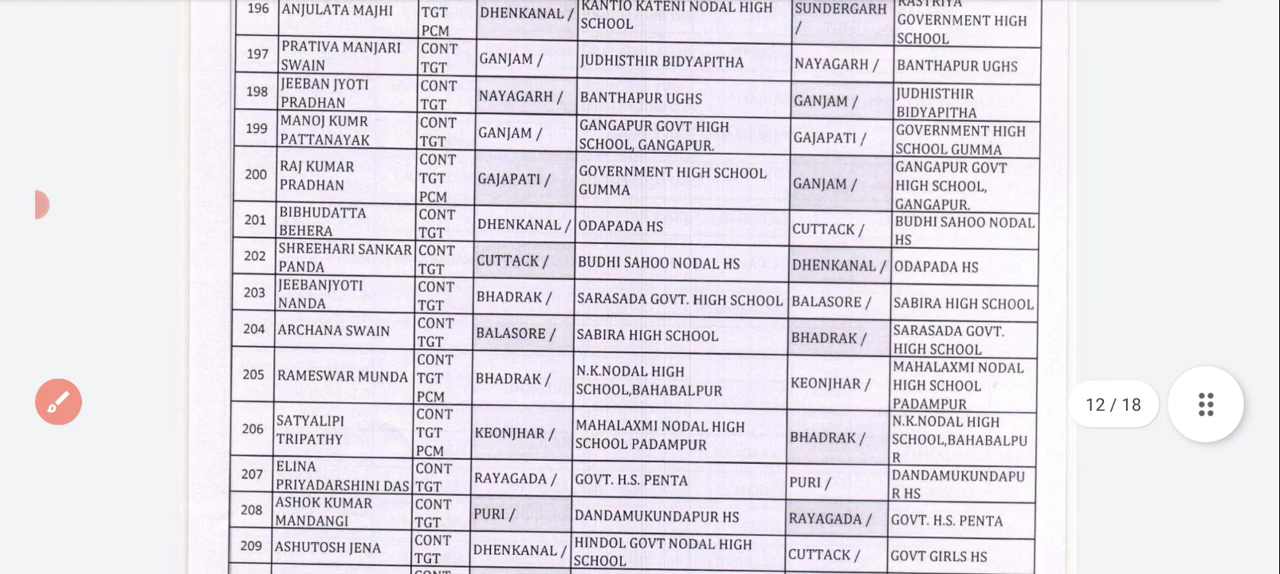 196 ANJULATA MAJHI TGT PCM DHENKANAL / KANTIO KATENI NODAL HIGH SCHOOL SUNDERGARH / RASTRIYA GOVERNMENT HIGH SCHOOL
197 PRATIVA MANJARI SWAIN CONT TGT GANJAM / JUDHISTHIR BIDYAPITHA NAYAGARH / BANTHAPUR UGHS
198 JEEBAN JYOTI PRADHAN CONT TGT NAYAGARH / BANTHAPUR UGHS GANJAM / JUDHISTHIR BIDYAPITHA
199 MANOJ KUMR PATTANAYAK CONT TGT GANJAM / GANGAPUR GOVT HIGH SCHOOL, GANGAPUR. GAJAPATI / GOVERNMENT HIGH SCHOOL GUMMA
200 RAJ KUMAR PRADHAN CONT TGT PCM GAJAPATI / GOVERNMENT HIGH SCHOOL GUMMA GANJAM / GANGAPUR GOVT HIGH SCHOOL, GANGAPUR.
201 BIBHUDATTA BEHERA CONT TGT DHENKANAL / ODAPADA HS CUTTACK / BUDHI SAHOO NODAL HS
202 SHREEHARI SANKAR PANDA CONT TGT CUTTACK / BUDHI SAHOO NODAL HS DHENKANAL / ODAPADA HS
203 JEEBANJYOTI NANDA CONT TGT BHADRAK / SARASADA GOVT. HIGH SCHOOL BALASORE / SABIRA HIGH SCHOOL
204 ARCHANA SWAIN CONT TGT BALASORE / SABIRA HIGH SCHOOL BHADRAK / SARASADA GOVT. HIGH SCHOOL
205 RAMESWAR MUNDA CONT TGT PCM BHADRAK / N.K.NODAL HIGH SCHOOL,BAHABALPUR KEONJHAR / MAHALAXMI NODAL HIGH SCHOOL PADAMPUR
206 SATYALIPI TRIPATHY CONT TGT PCM KEONJHAR / MAHALAXMI NODAL HIGH SCHOOL PADAMPUR BHADRAK / N.K.NODAL HIGH SCHOOL,BAHABALPU R
207 ELINA PRIYADARSHINI DAS CONT TGT RAYAGADA / GOVT. H.S. PENTA PURI / DANDAMUKUNDAPU R HS
208 ASHOK KUMAR MANDANGI CONT TGT PURI / DANDAMUKUNDAPUR HS RAYAGADA / GOVT. H.S. PENTA
209 ASHUTOSH JENA CONT TGT DHENKANAL / HINDOL GOVT NODAL HIGH SCHOOL CUTTACK / GOVT GIRLS HS
12 / 18